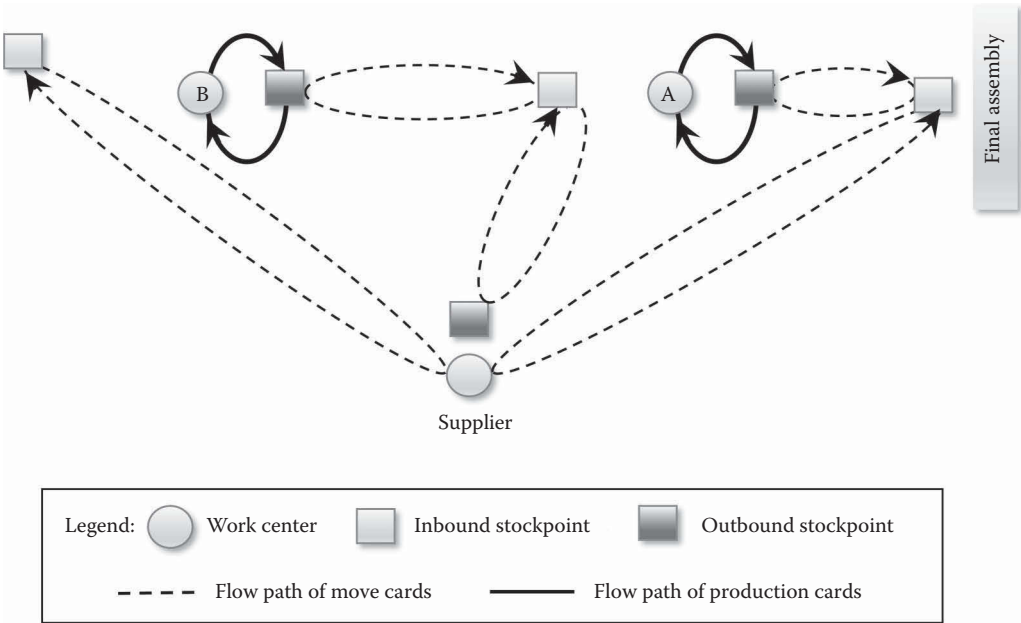 B
A
Final assembly
Supplier
Legend:
Work center
Inbound stockpoint
Outbound stockpoint
Flow path of move cards
Flow path of production cards